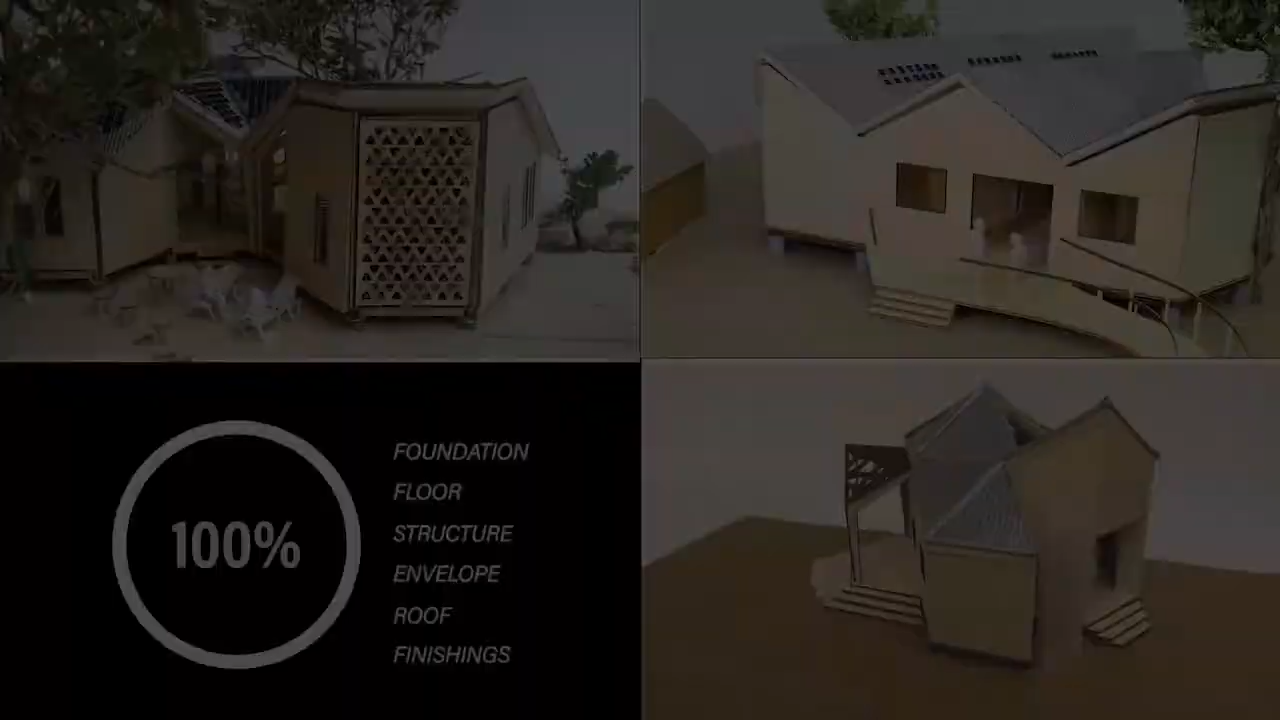 100%
FOUNDATION
FLOOR
STRUCTURE
ENVELOPE
ROOF
FINISHINGS